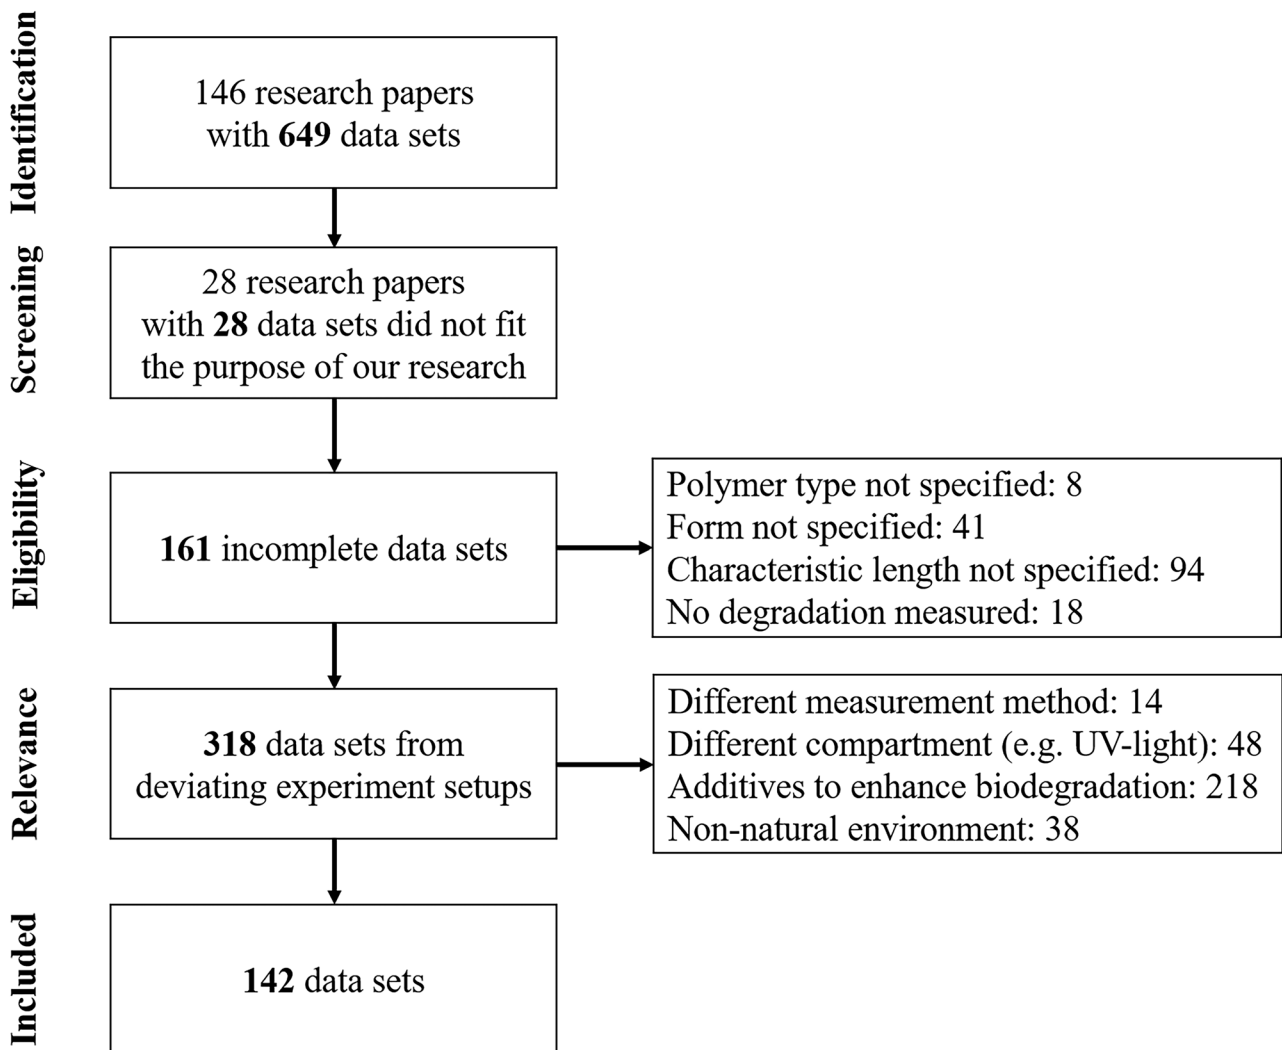 Identification
146 research papers
with 649 data sets
Screening
28 research papers
with 28 data sets did not fit
the purpose of our research
Eligibility
161 incomplete data sets
Polymer type not specified: 8
Form not specified: 41
Characteristic length not specified: 94
No degradation measured: 18
Relevance
318 data sets from
deviating experiment setups
Different measurement method: 14
Different compartment (e.g. UV-light): 48
Additives to enhance biodegradation: 218
Non-natural environment: 38
Included
142 data sets